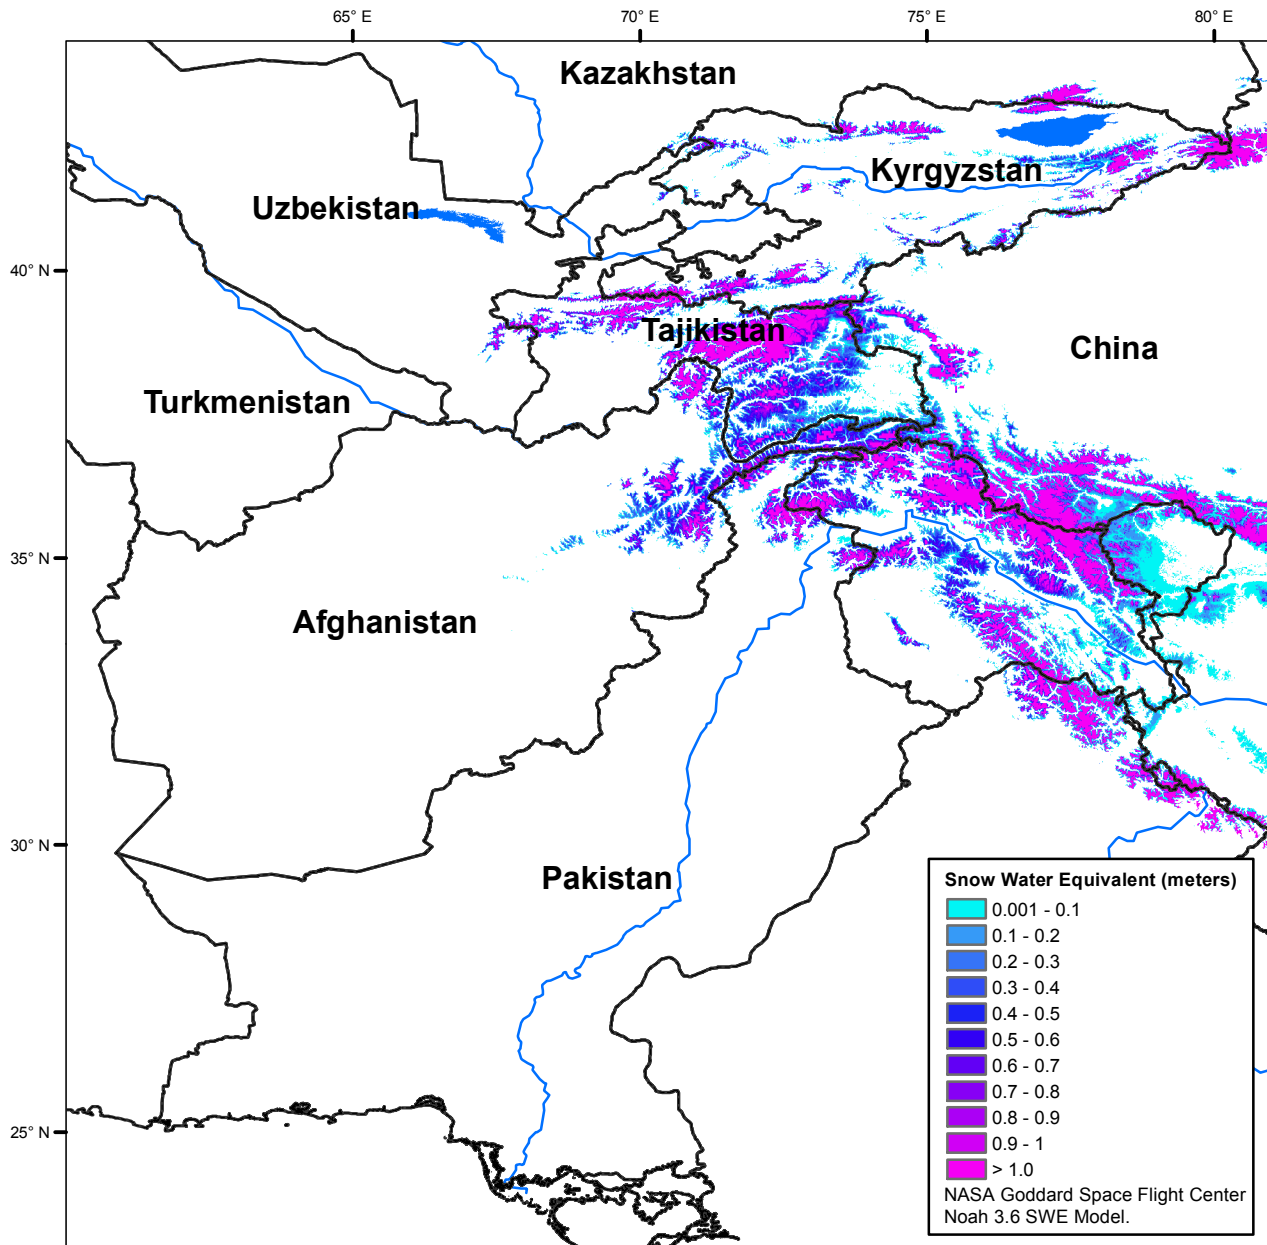 65° E
70° E
75° E
80° E
Kazakhstan
Kyrgyzstan
Uzbekistan
40° N
Tajikistan
China
Turkmenistan
35° N
Afghanistan
30° N
Pakistan
25° N
Snow Water Equivalent (meters)
0.001 - 0.1
0.1 - 0.2
0.2 - 0.3
0.3 - 0.4
0.4 - 0.5
0.5 - 0.6
0.6 - 0.7
0.7 - 0.8
0.8 - 0.9
0.9 - 1
> 1.0
NASA Goddard Space Flight Center
Noah 3.6 SWE Model.